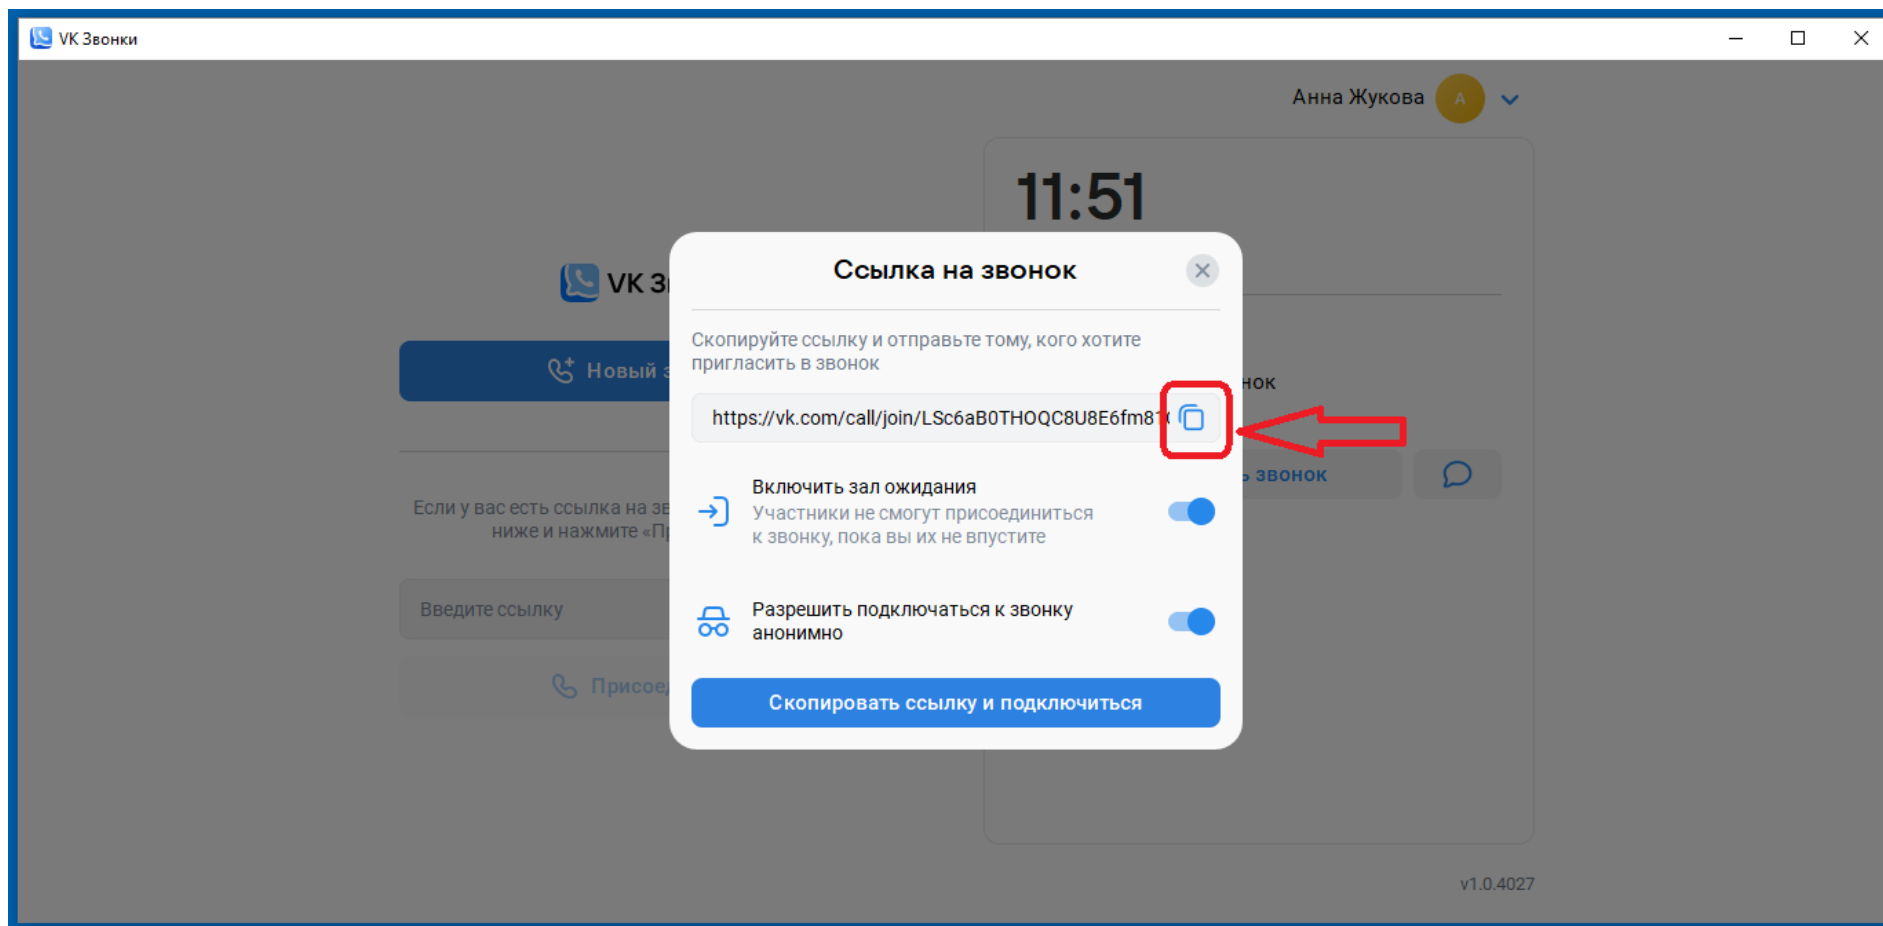 VK Звонки
Анна Жукова
А
11:51
VK
Ссылка на звонок
Скопируйте ссылку и отправьте тому, кого хотите
пригласить в звонок
Новый
https://vk.com/call/join/LSc6aB0THOQC8U8E6fm81
звонок
Включить зал ожидания
Участники не смогут присоединиться
к звонку, пока вы их не впустите
Если у вас есть ссылка на
ниже и нажмите
Введите ссылку
Разрешить подключаться к звонку
анонимно
Скопировать ссылку и подключиться
v1.0.4027